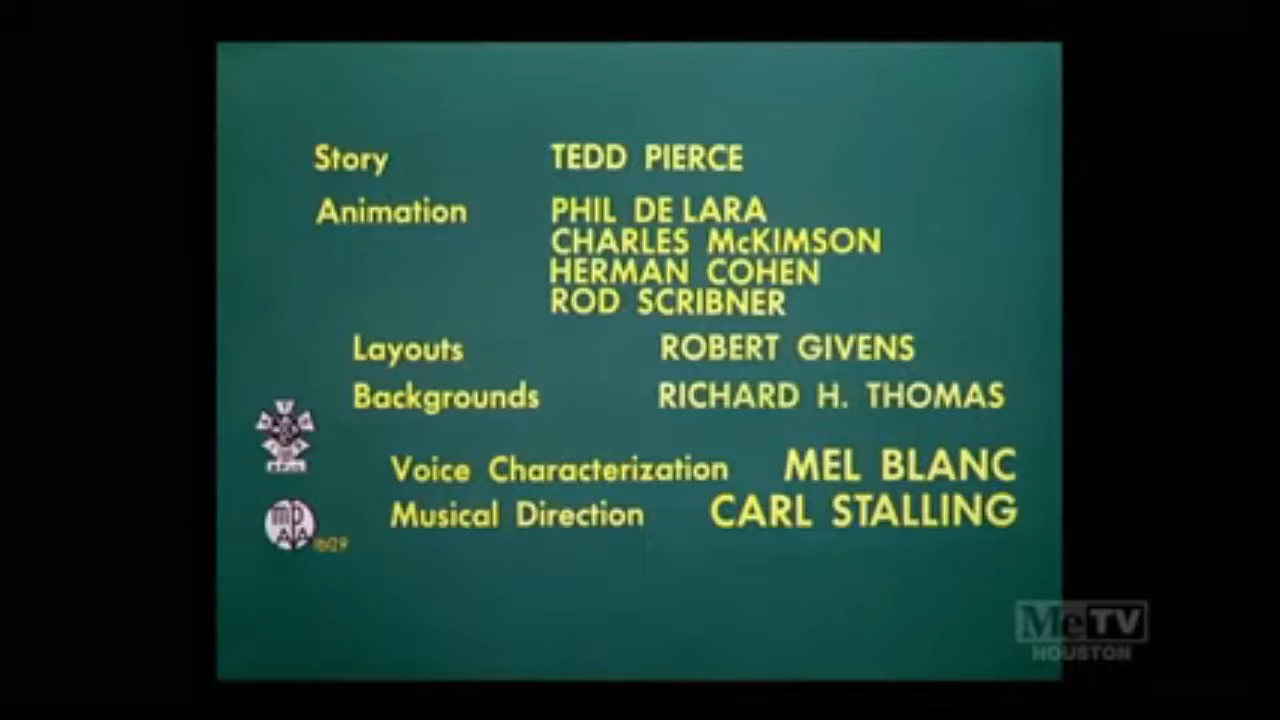 Story TEDD PIERCE
Animation PHIL DE LARA
CHARLES McKIMSON
HERMAN COHEN
ROD SCRIBNER
Layouts ROBERT GIVENS
Backgrounds RICHARD H. THOMAS
Voice Characterization MEL BLANC
Musical Direction CARL STALLING
MPAA
MeTV
HOUSTON